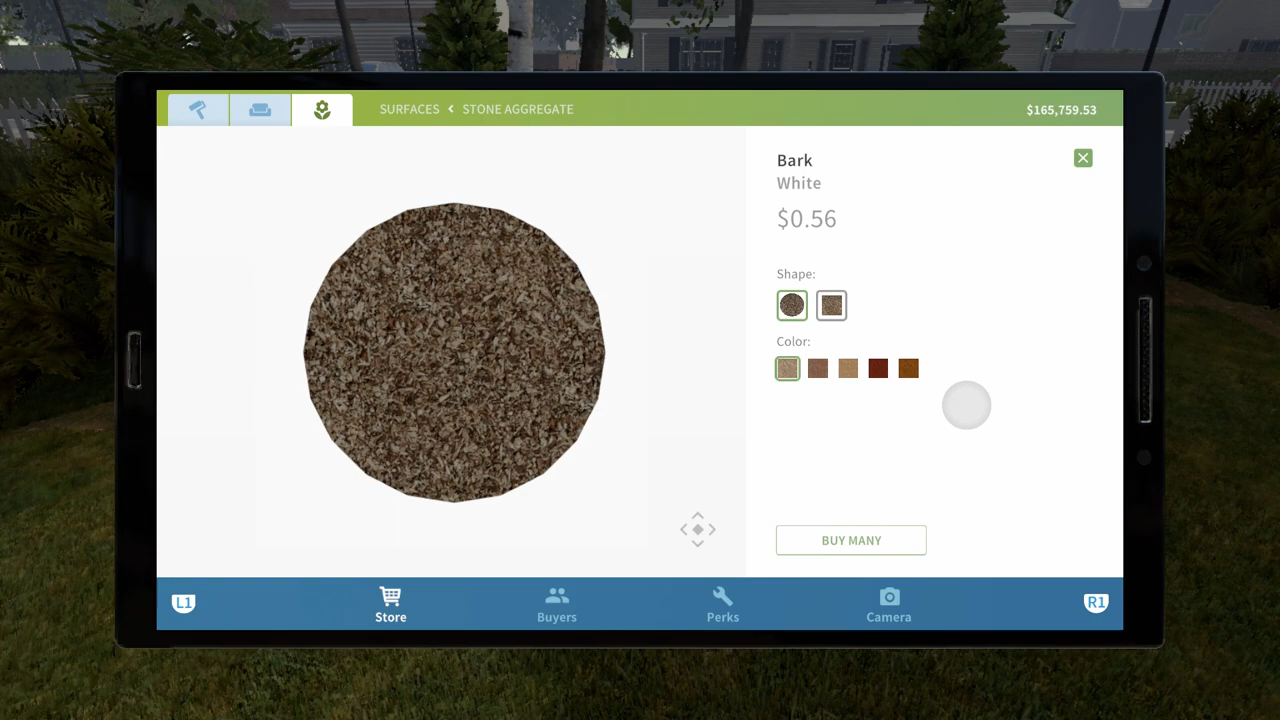 SURFACES < STONE AGGREGATE
$165,759.53
Bark
White
$0.56
Shape:
Color:
BUY MANY
L1
Store
Buyers
Perks
Camera
R1